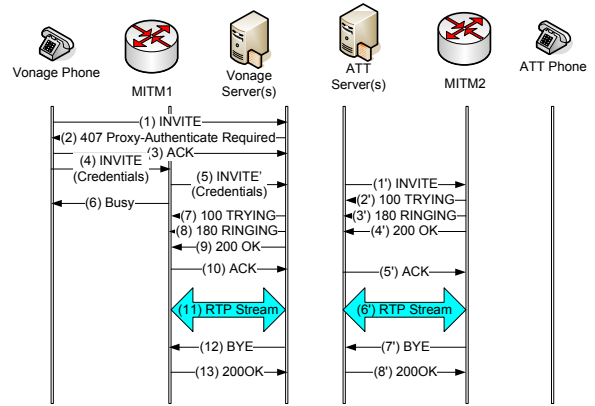 Vonage Phone
MITM1
Vonage
Server(s)
ATT
Server(s)
MITM2
ATT Phone
(1) INVITE
(2) 407 Proxy-Authenticate Required
(3) ACK
(4) INVITE
(Credentials)
(5) INVITE'
(Credentials)
(1') INVITE
(6) Busy
(2') 100 TRYING
(7) 100 TRYING
(3') 180 RINGING
(8) 180 RINGING
(4') 200 OK
(9) 200 OK
(10) ACK
(5') ACK
(11) RTP Stream
(6') RTP Stream
(12) BYE
(7') BYE
(13) 200OK
(8') 200OK